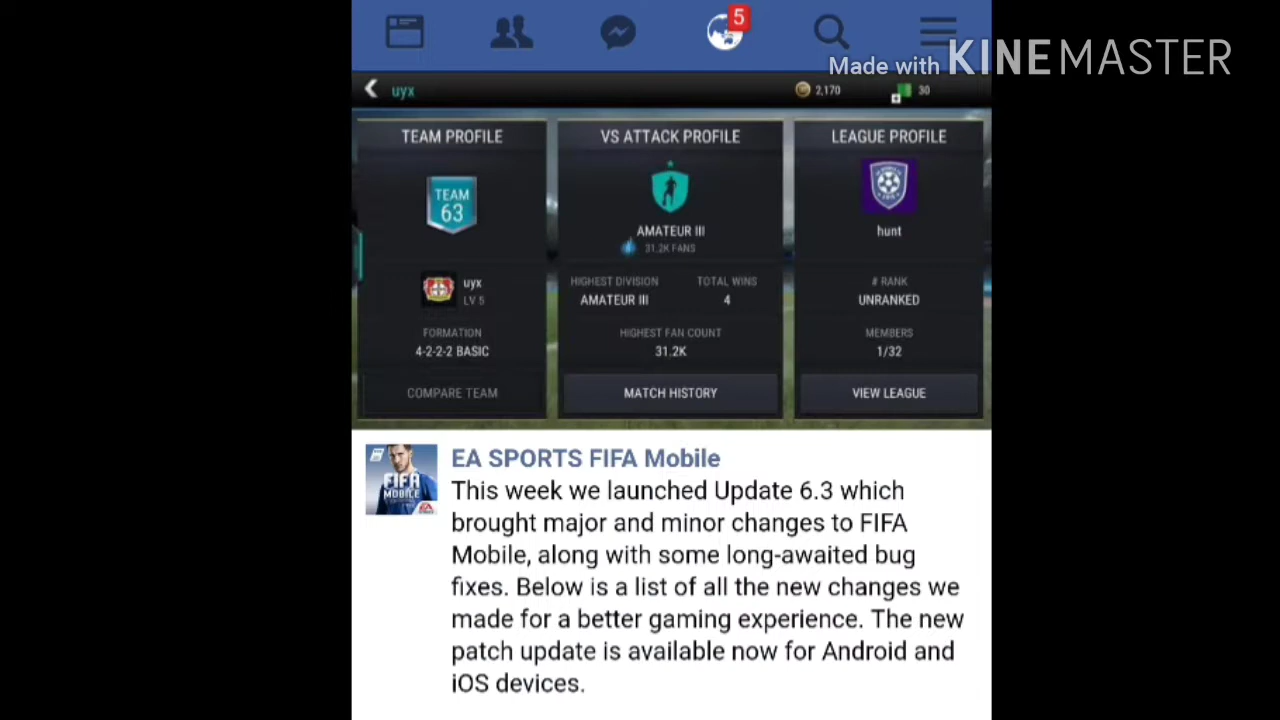 5
Made with KINEMASTER
uyx 2,170 30
TEAM PROFILE
TEAM
63
uyx
LV 5
FORMATION
4-2-2-2 BASIC
COMPARE TEAM
VS ATTACK PROFILE
AMATEUR III
31.2K FANS
HIGHEST DIVISION TOTAL WINS
AMATEUR III 4
HIGHEST FAN COUNT
31.2K
MATCH HISTORY
LEAGUE PROFILE
hunt
# RANK
UNRANKED
MEMBERS
1/32
VIEW LEAGUE
FIFA
MOBILE
EA SPORTS FIFA Mobile
This week we launched Update 6.3 which
brought major and minor changes to FIFA
Mobile, along with some long-awaited bug
fixes. Below is a list of all the new changes we
made for a better gaming experience. The new
patch update is available now for Android and
iOS devices.